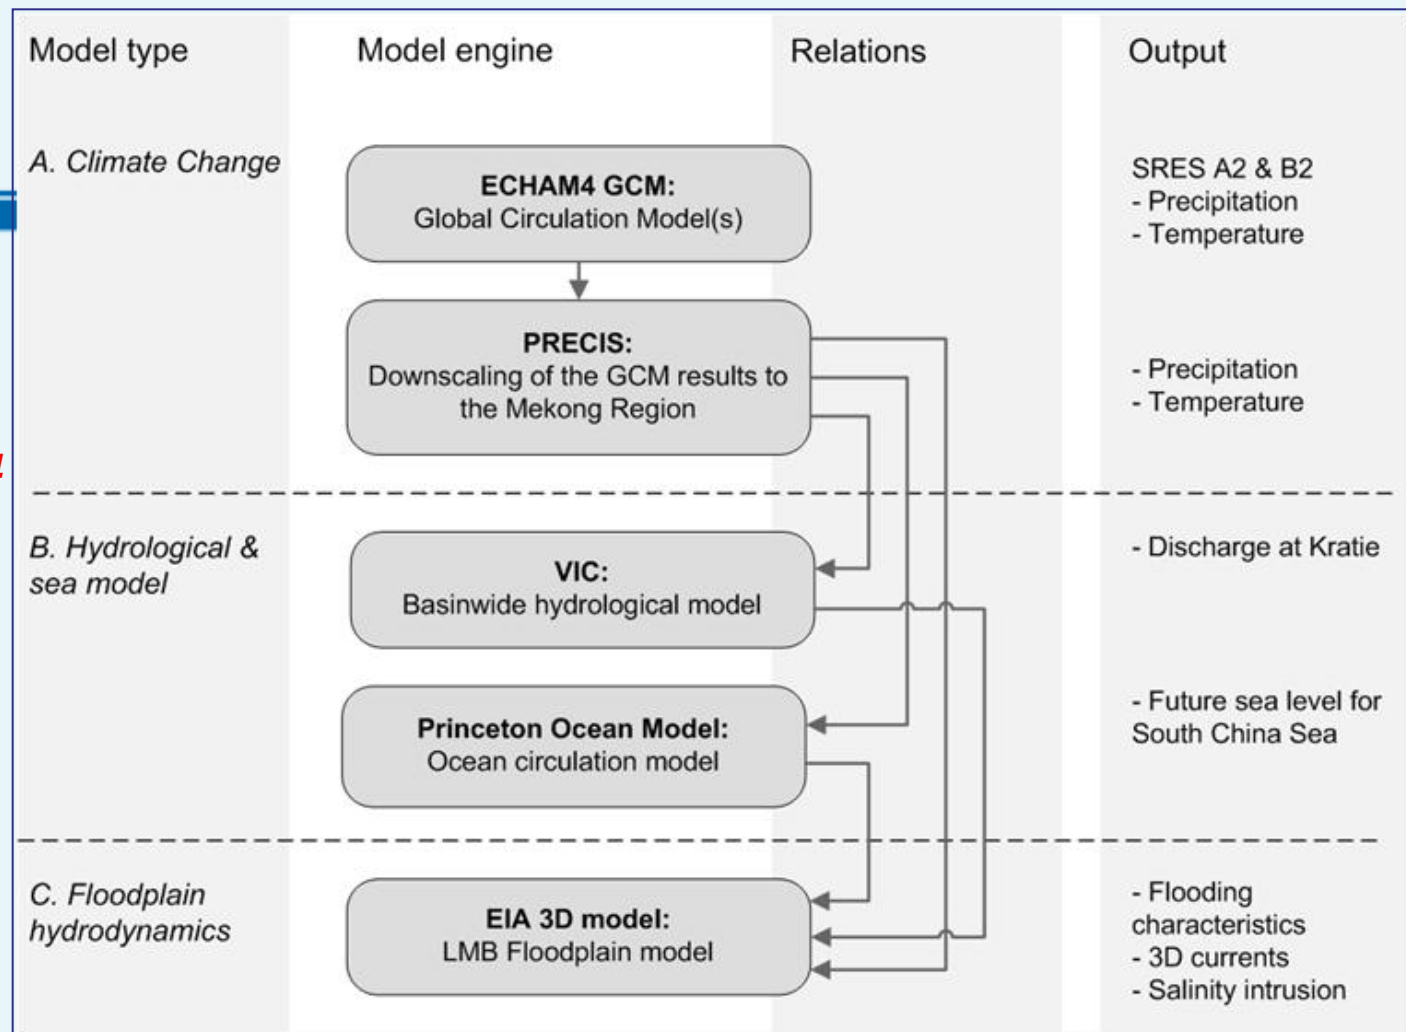 Model type
Model engine
Relations
Output
A. Climate Change
ECHAM4 GCM:
Global Circulation Model(s)
SRES A2 & B2
- Precipitation
- Temperature
PRECIS:
Downscaling of the GCM results to
the Mekong Region
- Precipitation
- Temperature
!
B. Hydrological &
sea model
VIC:
Basinwide hydrological model
- Discharge at Kratie
Princeton Ocean Model:
Ocean circulation model
- Future sea level for
South China Sea
C. Floodplain
hydrodynamics
EIA 3D model:
LMB Floodplain model
- Flooding
characteristics
- 3D currents
- Salinity intrusion